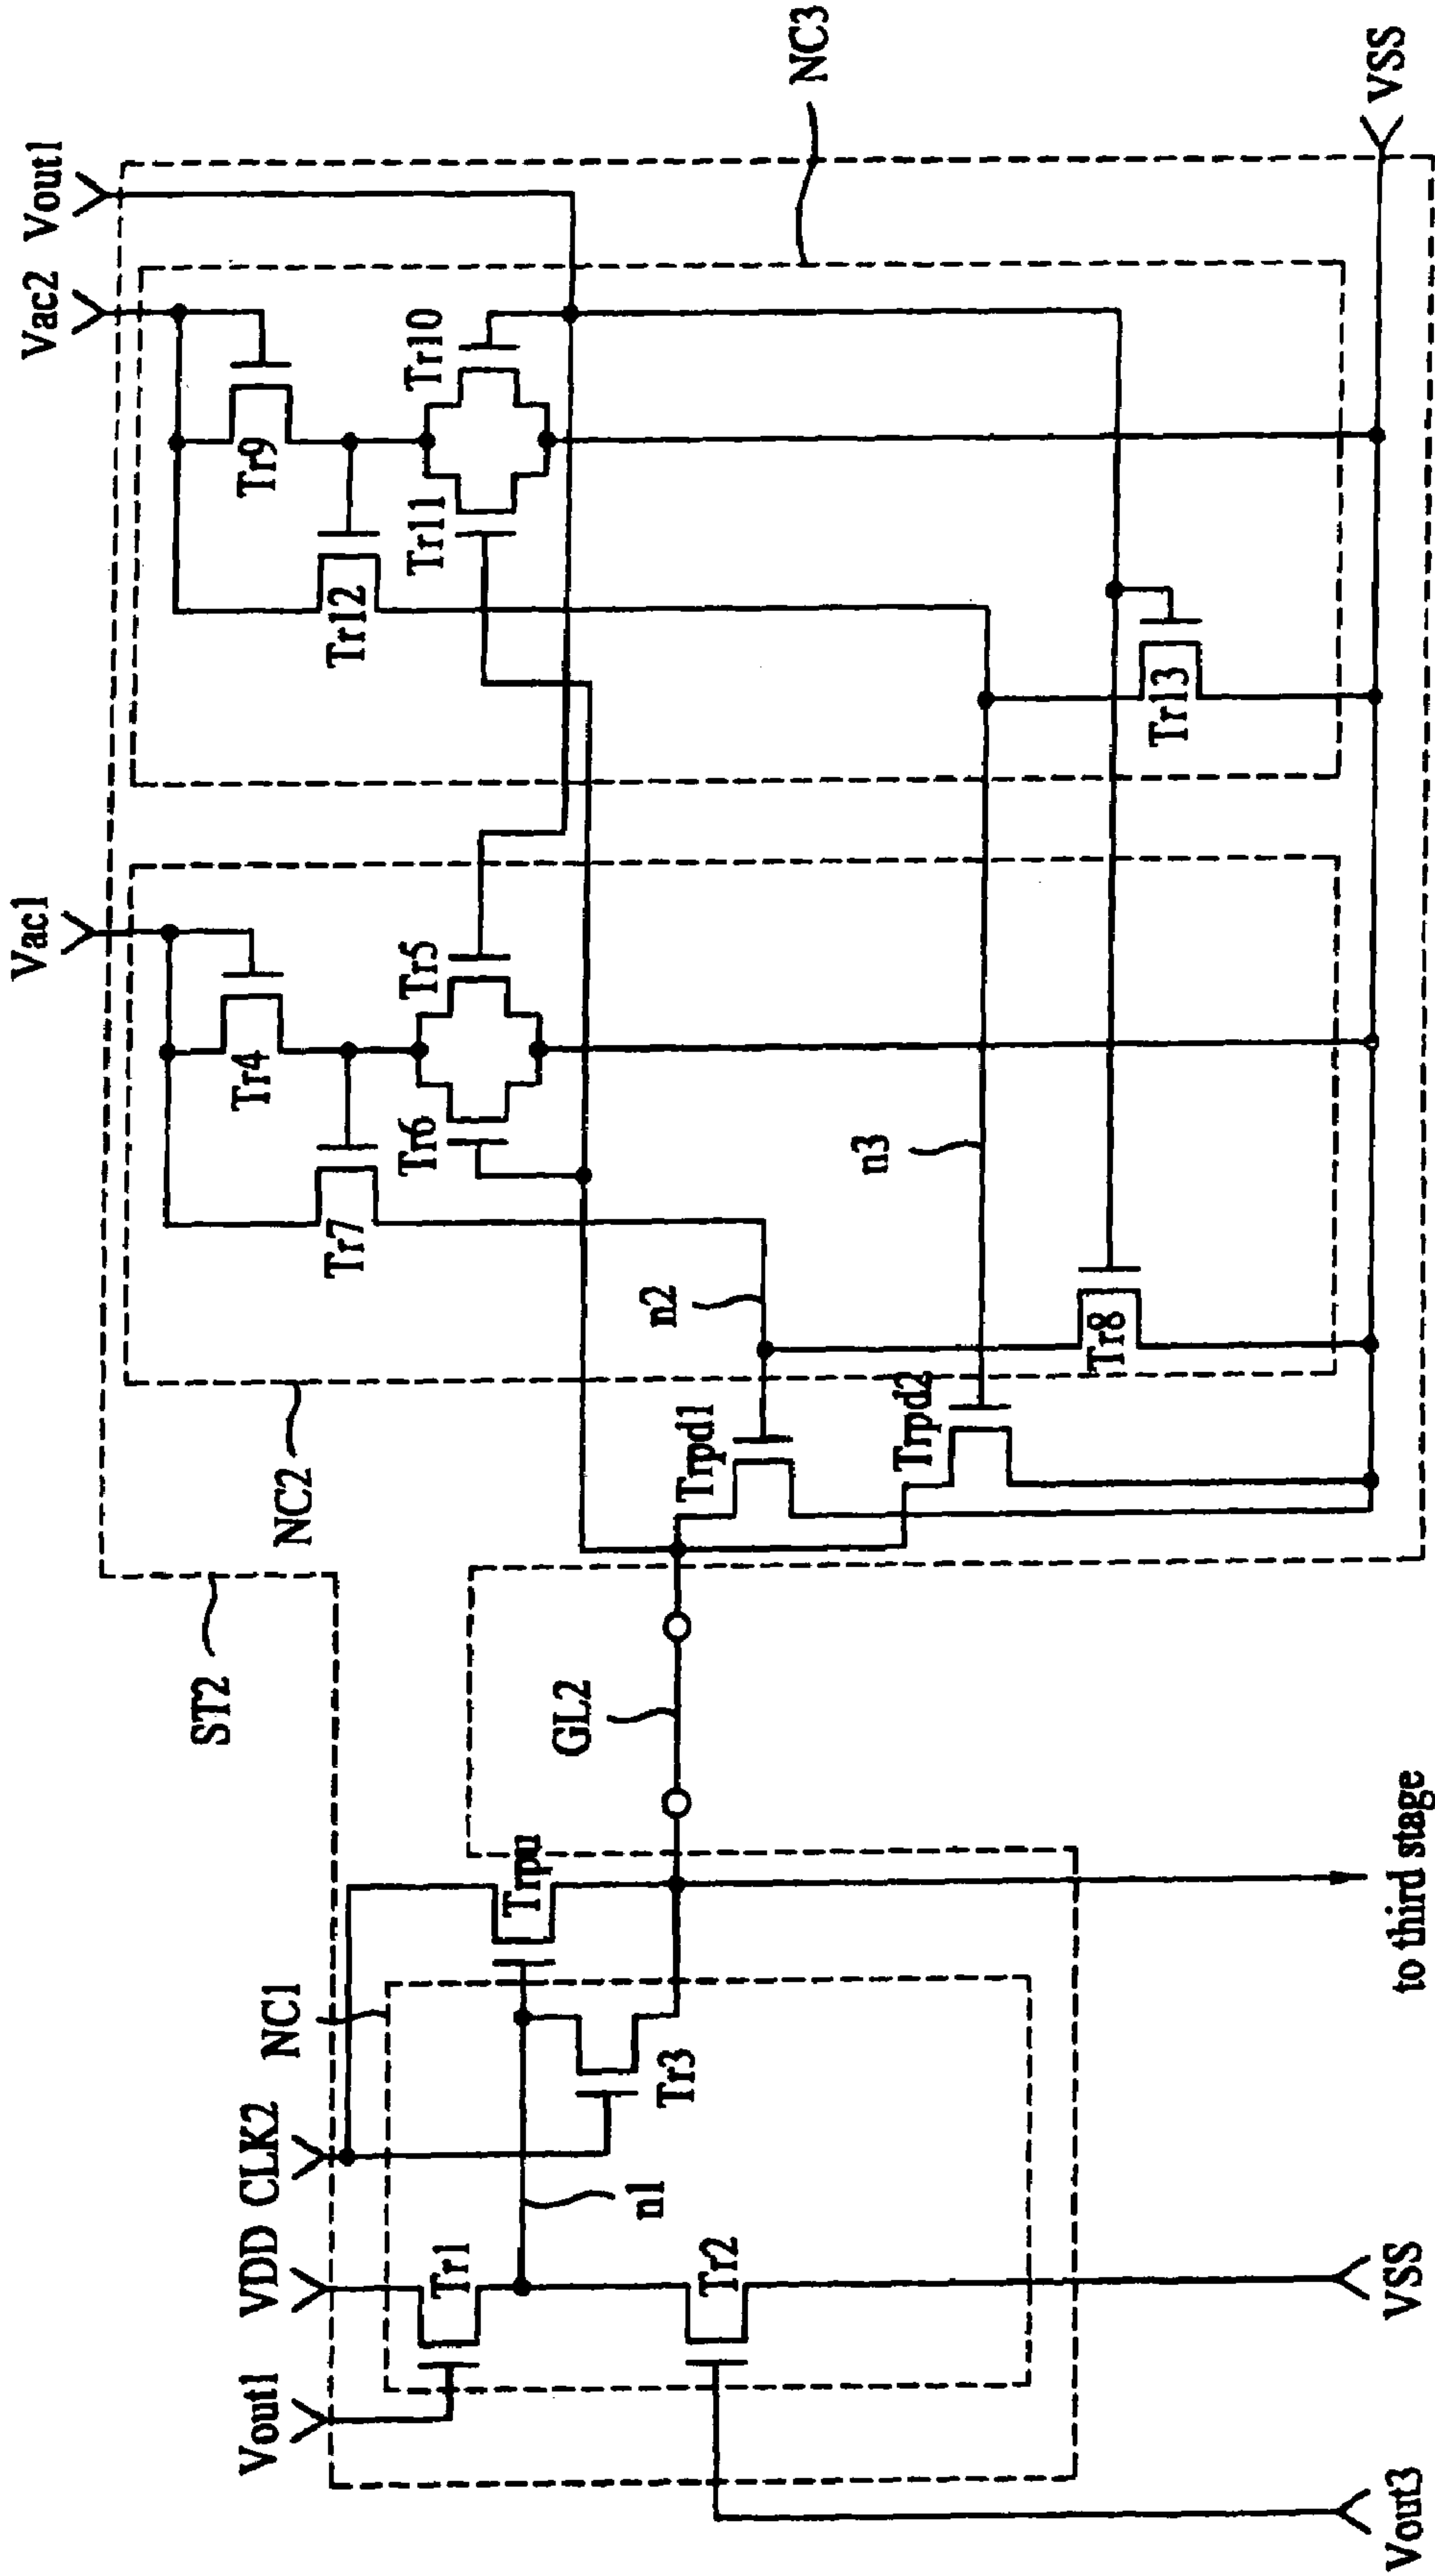 Vout1
VDD
CLK2
NC1
ST2
NC2
Vac1
Vac2
Vout1
Tr1
n1
Tr3
Trpu
GL2
Tr2
Tr4
Tr7
Tr6
Tr5
Tr9
Tr12
Tr11
Tr10
n2
n3
Trpd1
Trpd2
Tr8
Tr13
NC3
Vout3
VSS
to third stage
VSS